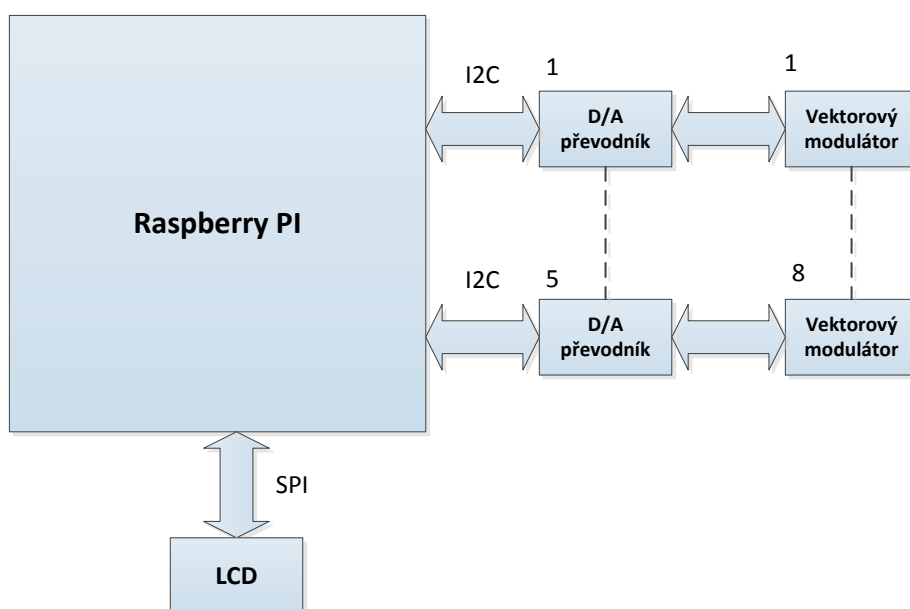 I2C
1
1
D/A
převodník
Vektorový
modulátor
Raspberry PI
I2C
5
8
D/A
převodník
Vektorový
modulátor
SPI
LCD